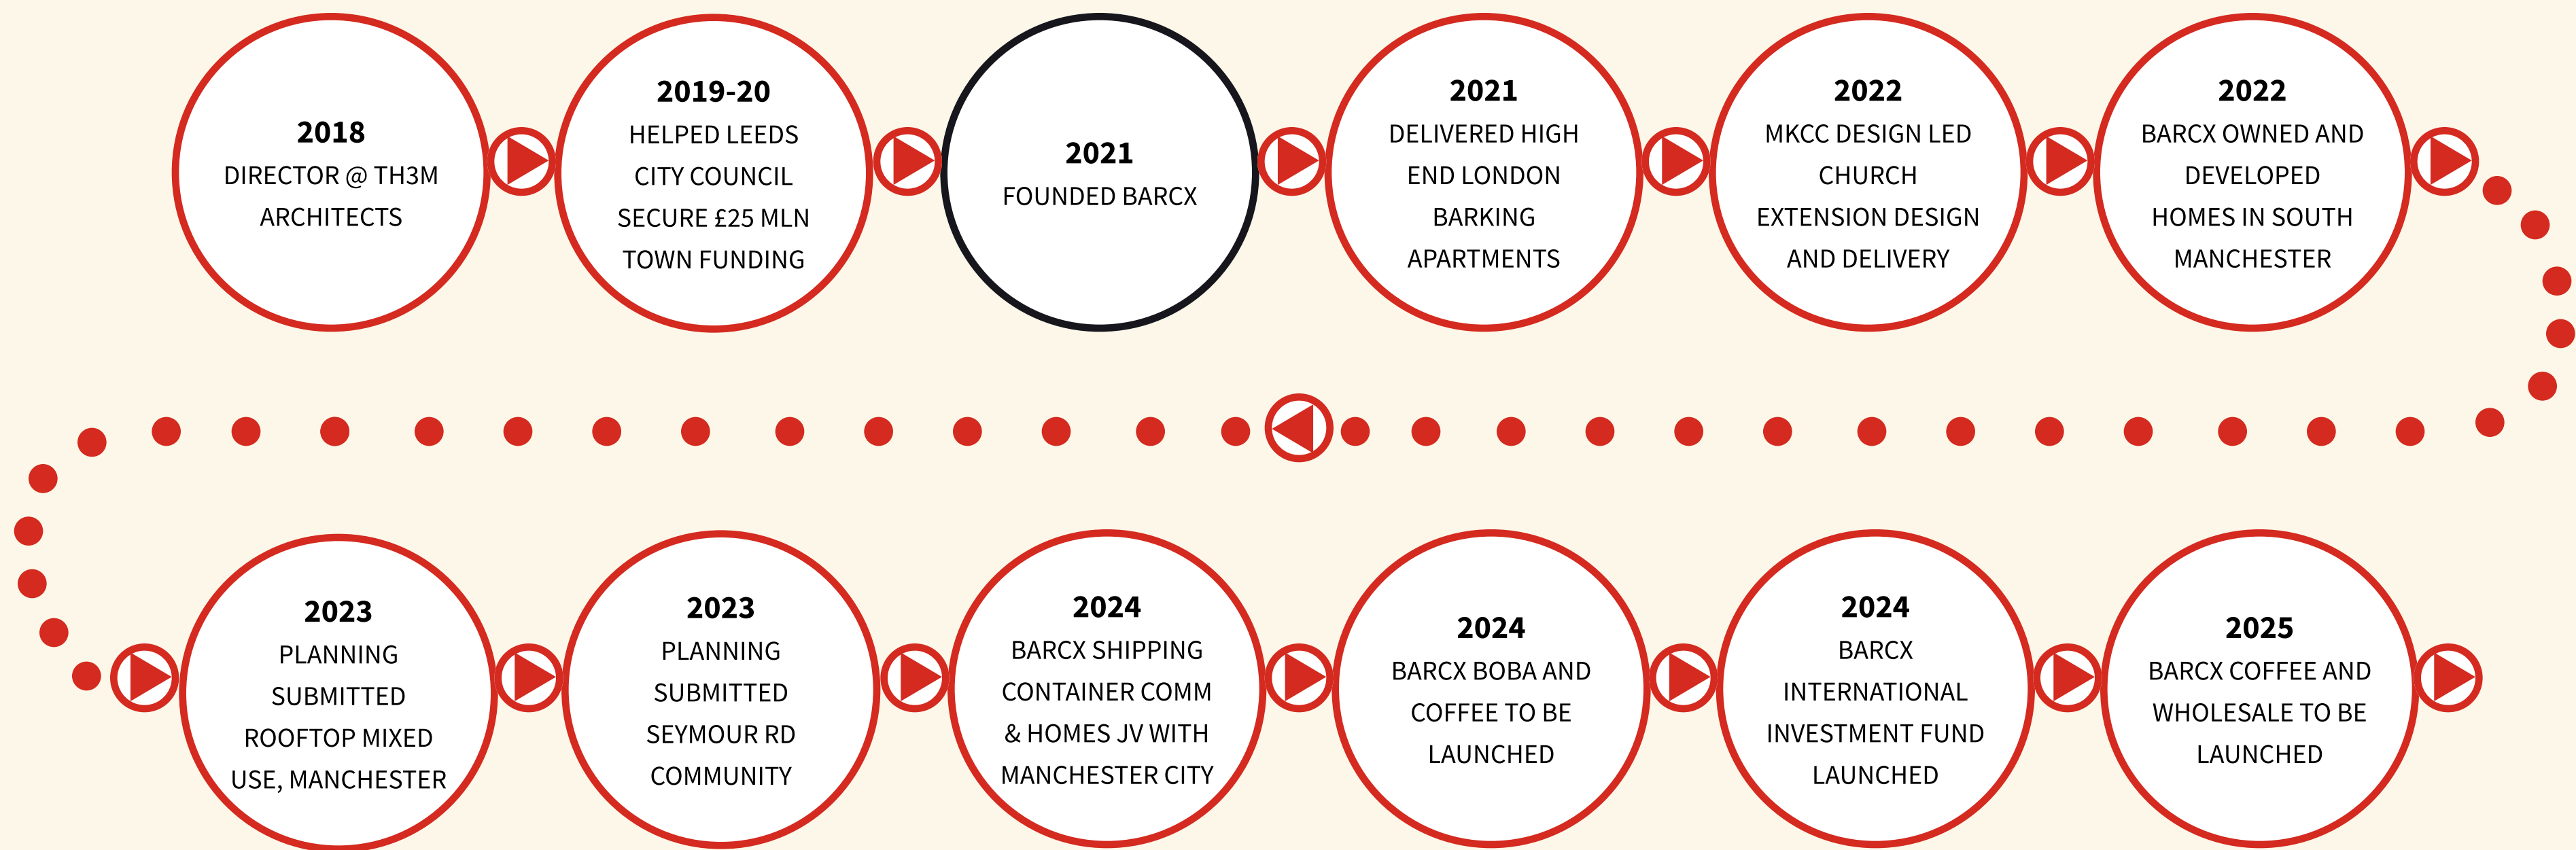 2018
DIRECTOR @ TH3M
ARCHITECTS
2019-20
HELPED LEEDS
CITY COUNCIL
SECURE £25 MLN
TOWN FUNDING
2021
FOUNDED BARCX
2021
DELIVERED HIGH
END LONDON
BARKING
APARTMENTS
2022
MKCC DESIGN LED
CHURCH
EXTENSION DESIGN
AND DELIVERY
2022
BARCX OWNED AND
DEVELOPED
HOMES IN SOUTH
MANCHESTER
2023
PLANNING
SUBMITTED
ROOFTOP MIXED
USE, MANCHESTER
2023
PLANNING
SUBMITTED
SEYMOUR RD
COMMUNITY
2024
BARCX SHIPPING
CONTAINER COMM
& HOMES JV WITH
MANCHESTER CITY
2024
BARCX BOBA AND
COFFEE TO BE
LAUNCHED
2024
BARCX
INTERNATIONAL
INVESTMENT FUND
LAUNCHED
2025
BARCX COFFEE AND
WHOLESALE TO BE
LAUNCHED